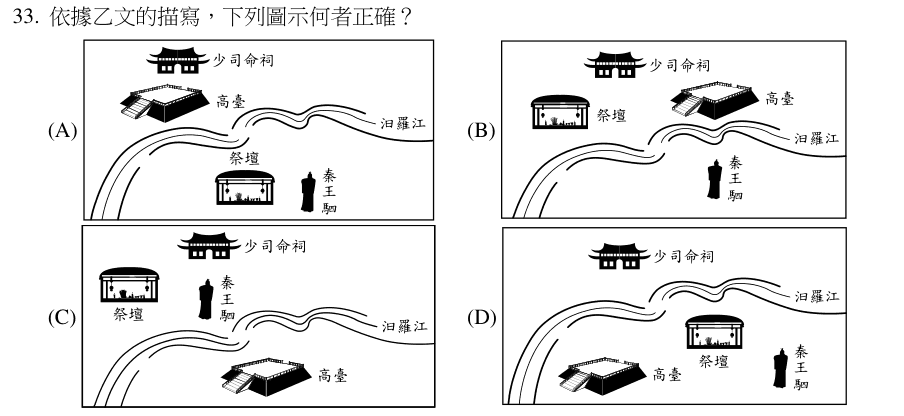 33. 依據乙文的描寫，下列圖示何者正確？
(A)
少司命祠
高臺
汨羅江
祭壇
秦王駟
(B)
少司命祠
祭壇
高臺
汨羅江
秦王駟
(C)
少司命祠
祭壇
秦王駟
汨羅江
高臺
(D)
少司命祠
汨羅江
祭壇
高臺
秦王駟